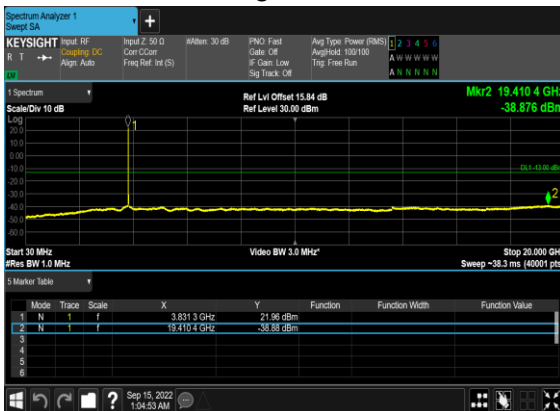 Spectrum Analyzer 1
Swept SA
KEYSIGHT
R T
Input: RF
Coupling: DC
Align: Auto
Input Z: 50 Ω
Corr CCorr
Freq Ref: Int (S)
#Atten: 30 dB
PNO: Fast
Gate: Off
IF Gain: Low
Sig Track: Off
Avg Type: Power (RMS)
Avg|Hold: 100/100
Trig: Free Run
1 2 3 4 5 6
A W W W W W
A N N N N N
LV
1 Spectrum
Scale/Div 10 dB
Ref Lvl Offset 15.84 dB
Ref Level 30.00 dBm
Mkr2 19.410 4 GHz
-38.876 dBm
Log
20.0
10.0
0.00
-10.0
-20.0
-30.0
-40.0
-50.0
-60.0
1
DL1 -13.00 dBm
2
Start 30 MHz
#Res BW 1.0 MHz
Video BW 3.0 MHz*
Stop 20.000 GHz
Sweep ~38.3 ms (40001 pts)
5 Marker Table
Mode Trace Scale X Y Function Function Width Function Value
1 N 1 f 3.831 3 GHz 21.96 dBm
2 N 1 f 19.410 4 GHz -38.88 dBm
3
4
5
6
?
Sep 15, 2022
1:04:53 AM